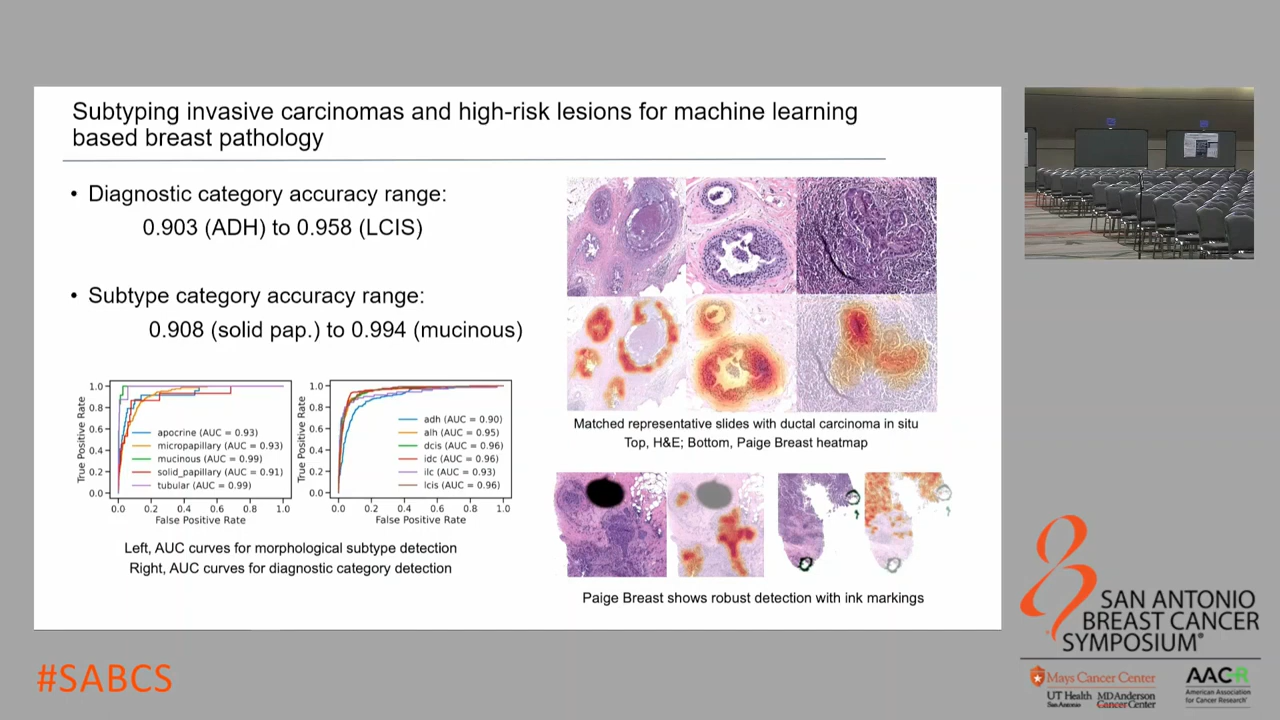 Subtyping invasive carcinomas and high-risk lesions for machine learning
based breast pathology
• Diagnostic category accuracy range:
0.903 (ADH) to 0.958 (LCIS)
• Subtype category accuracy range:
0.908 (solid pap.) to 0.994 (mucinous)
True Positive Rate
1.0
0.8
0.6
0.4
0.2
0.0
apocrine (AUC = 0.93)
micropapillary (AUC = 0.93)
mucinous (AUC = 0.99)
solid_papillary (AUC = 0.91)
tubular (AUC = 0.99)
0.0 0.2 0.4 0.6 0.8 1.0
False Positive Rate
True Positive Rate
1.0
0.8
0.6
0.4
0.2
0.0
adh (AUC = 0.90)
alh (AUC = 0.95)
dcis (AUC = 0.96)
idc (AUC = 0.96)
ilc (AUC = 0.93)
lcis (AUC = 0.96)
0.0 0.2 0.4 0.6 0.8 1.0
False Positive Rate
Left, AUC curves for morphological subtype detection
Right, AUC curves for diagnostic category detection
Matched representative slides with ductal carcinoma in situ
Top, H&E; Bottom, Paige Breast heatmap
Paige Breast shows robust detection with ink markings
#SABCS
SAN ANTONIO
BREAST CANCER
SYMPOSIUM®
Mays Cancer Center
UT Health
San Antonio
MD Anderson
Cancer Center
AACR
American Association
for Cancer Research®